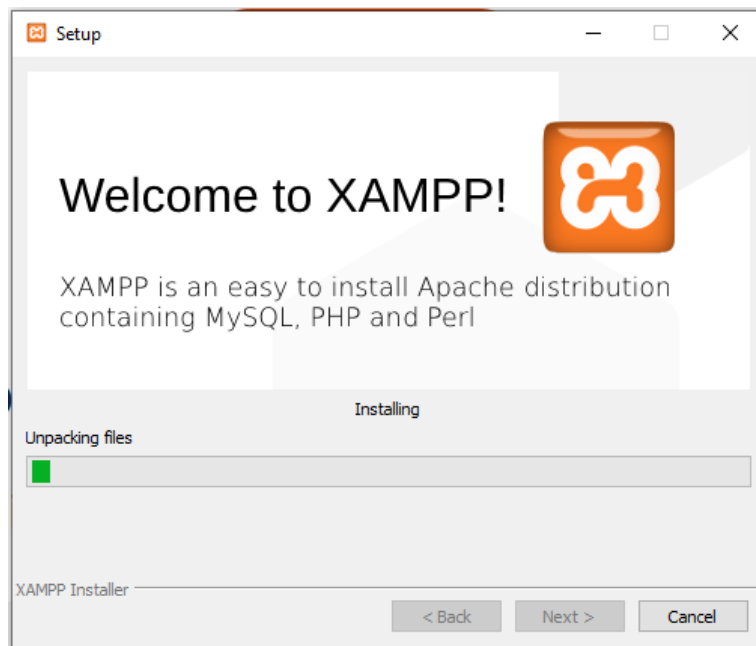 Setup
Welcome to XAMPP!
XAMPP is an easy to install Apache distribution
containing MySQL, PHP and Perl
Installing
Unpacking files
XAMPP Installer
< Back Next > Cancel